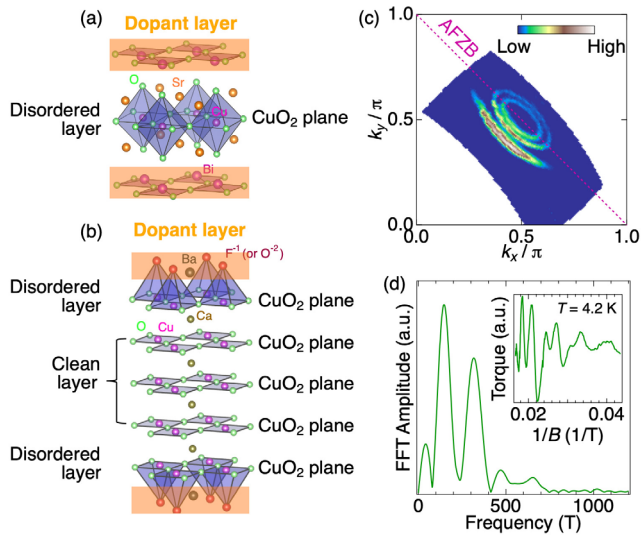 (a)
Dopant layer
O
Sr
Disordered
layer
Cu
CuO₂ plane
Bi
(b)
Dopant layer
Ba
F⁻¹ (or O⁻²)
Disordered
layer
CuO₂ plane
Ca
O
Cu
CuO₂ plane
Clean
layer
CuO₂ plane
CuO₂ plane
Disordered
layer
CuO₂ plane
(c)
AFZB
Low
High
1.0
0.5
0.0
k_y/π
0.0
0.5
1.0
k_x/π
(d)
FFT Amplitude (a.u.)
0
500
1000
Frequency (T)
Torque (a.u.)
T = 4.2 K
0.02
0.04
1/B (1/T)